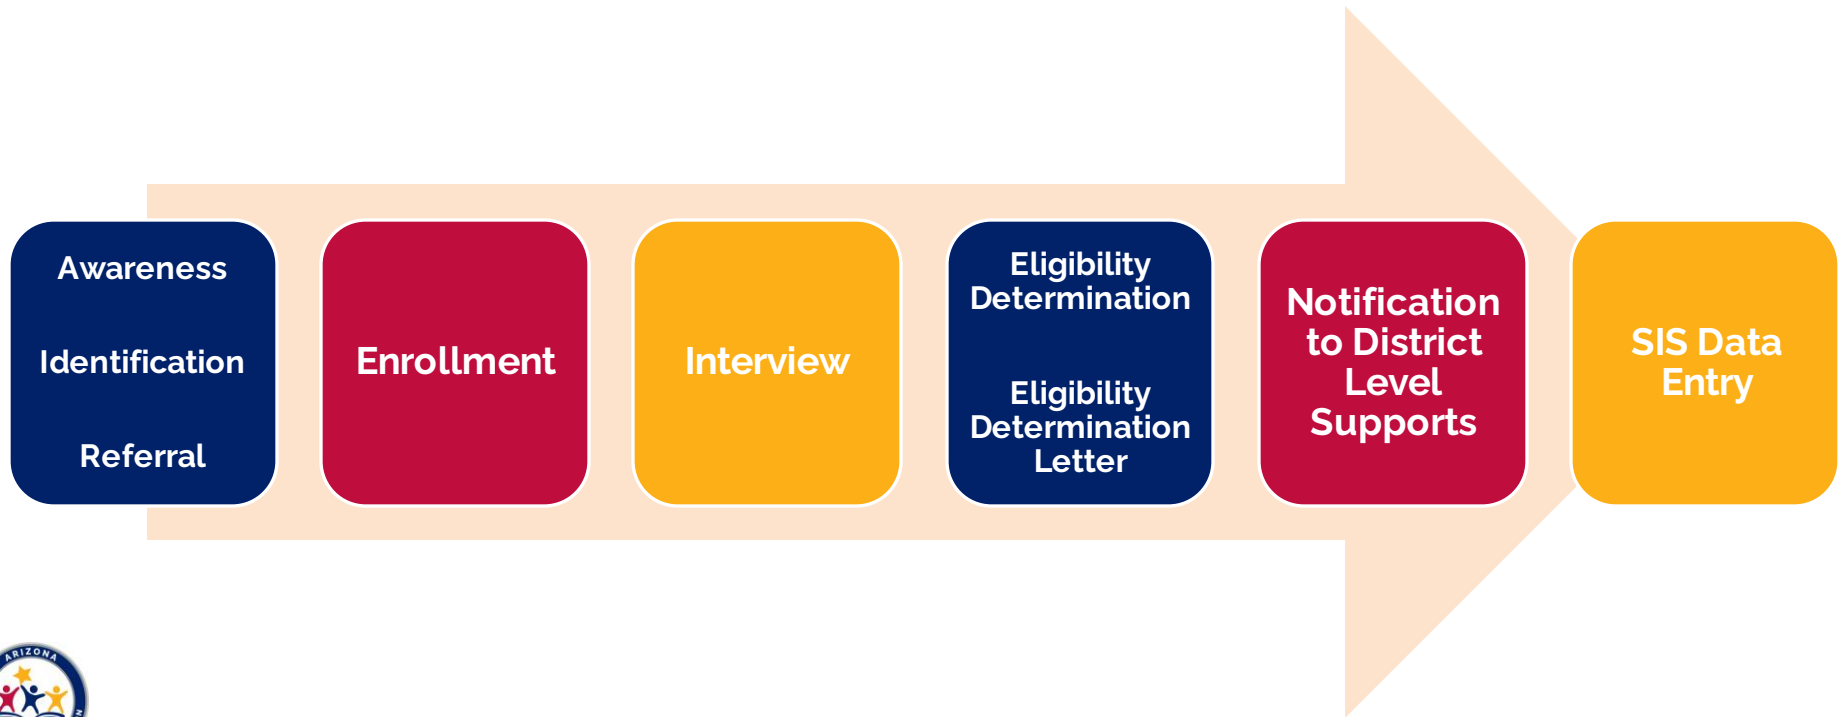 Awareness
Identification
Referral
Enrollment
Interview
Eligibility
Determination
Eligibility
Determination
Letter
Notification
to District
Level
Supports
SIS Data
Entry
ARIZONA